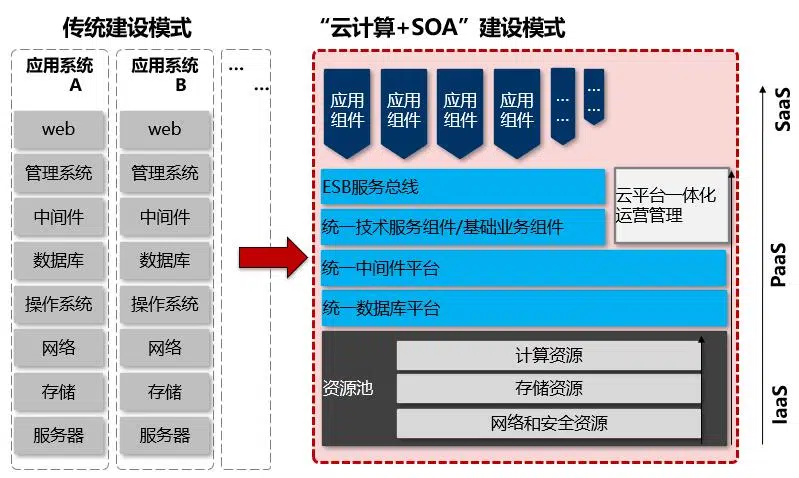 传统建设模式
“云计算+SOA”建设模式
应用系统
A
web
管理系统
中间件
数据库
操作系统
网络
存储
服务器
应用系统
B
web
管理系统
中间件
数据库
操作系统
网络
存储
服务器
...
...
应用
组件
应用
组件
应用
组件
应用
组件
...
...
...
...
ESB服务总线
统一技术服务组件/基础业务组件
云平台一体化
运营管理
统一中间件平台
统一数据库平台
资源池
计算资源
存储资源
网络和安全资源
SaaS
PaaS
IaaS